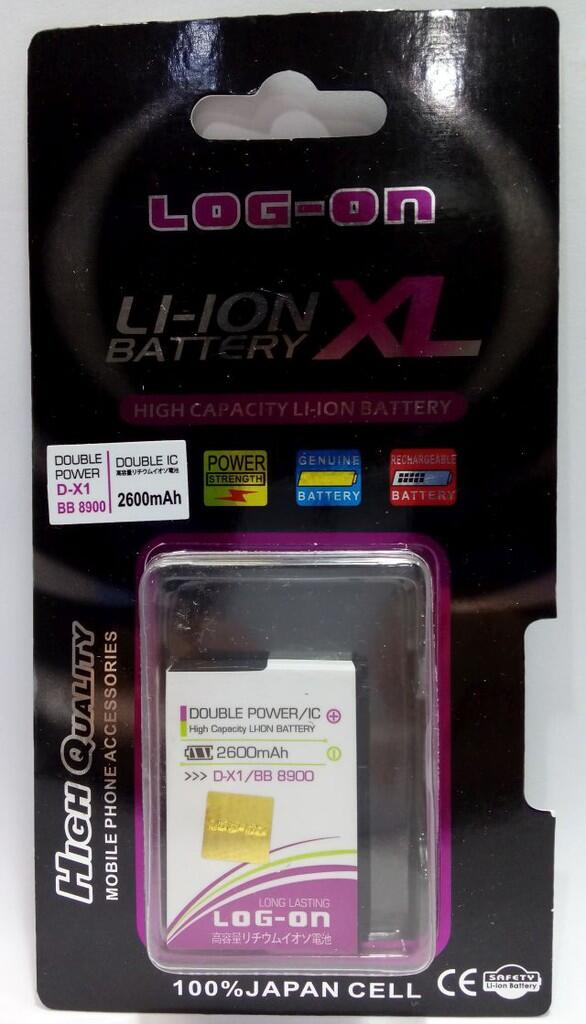 LOG-ON
LI-ION
BATTERY XL
HIGH CAPACITY LI-ION BATTERY
DOUBLE POWER
D-X1
BB 8900
DOUBLE IC
高容量リチウムイオン電池
2600mAh
POWER
STRENGTH
GENUINE
BATTERY
RECHARGEABLE
BATTERY
HIGH QUALITY
MOBILE PHONE ACCESSORIES
DOUBLE POWER/IC
High Capacity LI-ION BATTERY
2600mAh
>>> D-X1/BB 8900
LONG LASTING
LOG-ON
高容量リチウムイオン電池
100%JAPAN CELL
CE
SAFETY
Li-Ion Battery